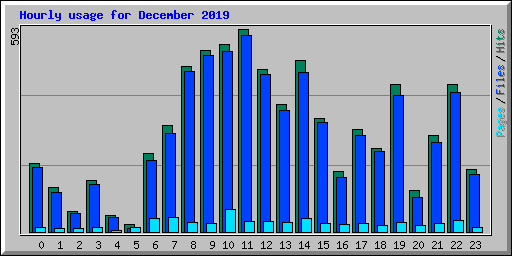 Hourly usage for December 2019
593
Pages/Files/Hits
0 1 2 3 4 5 6 7 8 9 10 11 12 13 14 15 16 17 18 19 20 21 22 23